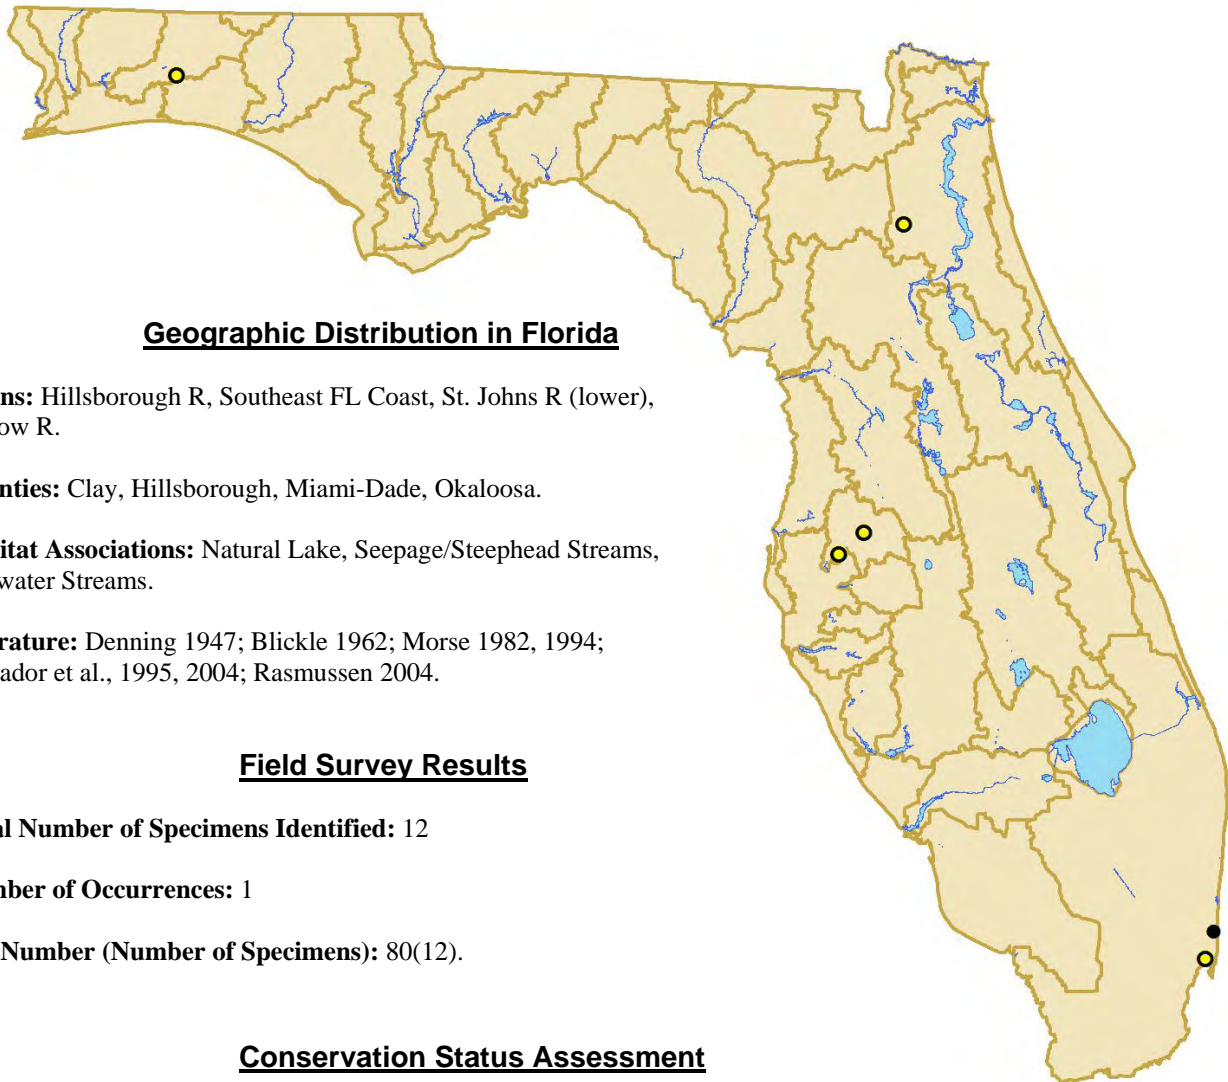 Geographic Distribution in Florida
ns: Hillsborough R, Southeast FL Coast, St. Johns R (lower),
ow R.
nties: Clay, Hillsborough, Miami-Dade, Okaloosa.
itat Associations: Natural Lake, Seepage/Steephead Streams,
water Streams.
rature: Denning 1947; Blickle 1962; Morse 1982, 1994;
ador et al., 1995, 2004; Rasmussen 2004.
Field Survey Results
al Number of Specimens Identified: 12
mber of Occurrences: 1
Number (Number of Specimens): 80(12).
Conservation Status Assessment